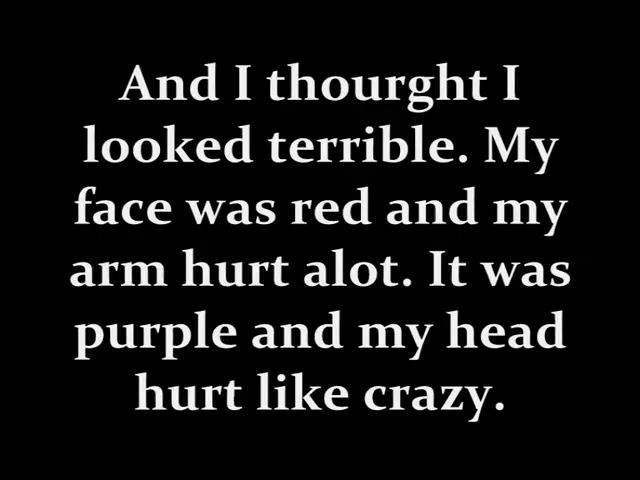 And I thourght I
looked terrible. My
face was red and my
arm hurt alot. It was
purple and my head
hurt like crazy.